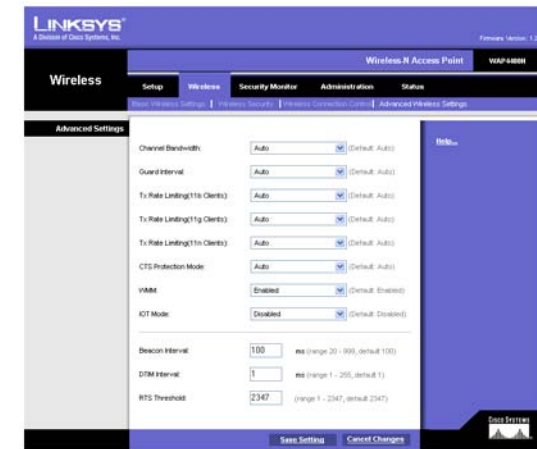 LINKSYS®
A Division of Cisco Systems, Inc.
Firmware Version: 1.2
Wireless-N Access Point WAP4400N
Wireless
Setup Wireless Security Monitor Administration Status
Basic Wireless Settings | Wireless Security | Wireless Connection Control | Advanced Wireless Settings
Advanced Settings
Help...
Channel Bandwidth: Auto (Default: Auto)
Guard Interval: Auto (Default: Auto)
Tx Rate Limiting(11b Clients): Auto (Default: Auto)
Tx Rate Limiting(11g Clients): Auto (Default: Auto)
Tx Rate Limiting(11n Clients): Auto (Default: Auto)
CTS Protection Mode: Auto (Default: Auto)
WMM: Enabled (Default: Enabled)
IOT Mode: Disabled (Default: Disabled)
Beacon Interval: 100 ms (range 20 - 999, default 100)
DTIM Interval: 1 ms (range 1 - 255, default 1)
RTS Threshold: 2347 (range 1 - 2347, default 2347)
Save Setting Cancel Changes
Cisco Systems